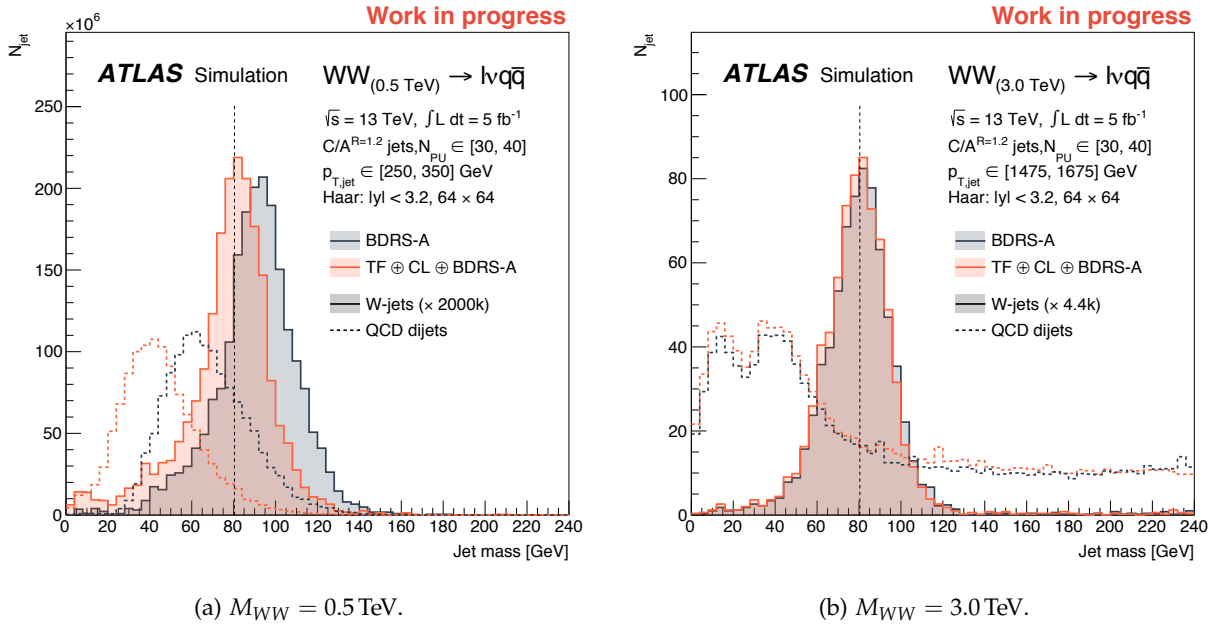 Work in progress
×10⁶
N_jet
ATLAS Simulation
WW_(0.5 TeV) → lνqq̄
√s = 13 TeV, ∫L dt = 5 fb⁻¹
C/A^R=1.2 jets,N_PU ∈ [30, 40]
p_T,jet ∈ [250, 350] GeV
Haar: |y| < 3.2, 64 × 64
BDRS-A
TF ⊕ CL ⊕ BDRS-A
W-jets (× 2000k)
QCD dijets
250
200
150
100
50
0
0 20 40 60 80 100 120 140 160 180 200 220 240
Jet mass [GeV]
(a) M_WW = 0.5 TeV.
Work in progress
N_jet
ATLAS Simulation
WW_(3.0 TeV) → lνqq̄
√s = 13 TeV, ∫L dt = 5 fb⁻¹
C/A^R=1.2 jets,N_PU ∈ [30, 40]
p_T,jet ∈ [1475, 1675] GeV
Haar: |y| < 3.2, 64 × 64
BDRS-A
TF ⊕ CL ⊕ BDRS-A
W-jets (× 4.4k)
QCD dijets
100
80
60
40
20
0
0 20 40 60 80 100 120 140 160 180 200 220 240
Jet mass [GeV]
(b) M_WW = 3.0 TeV.